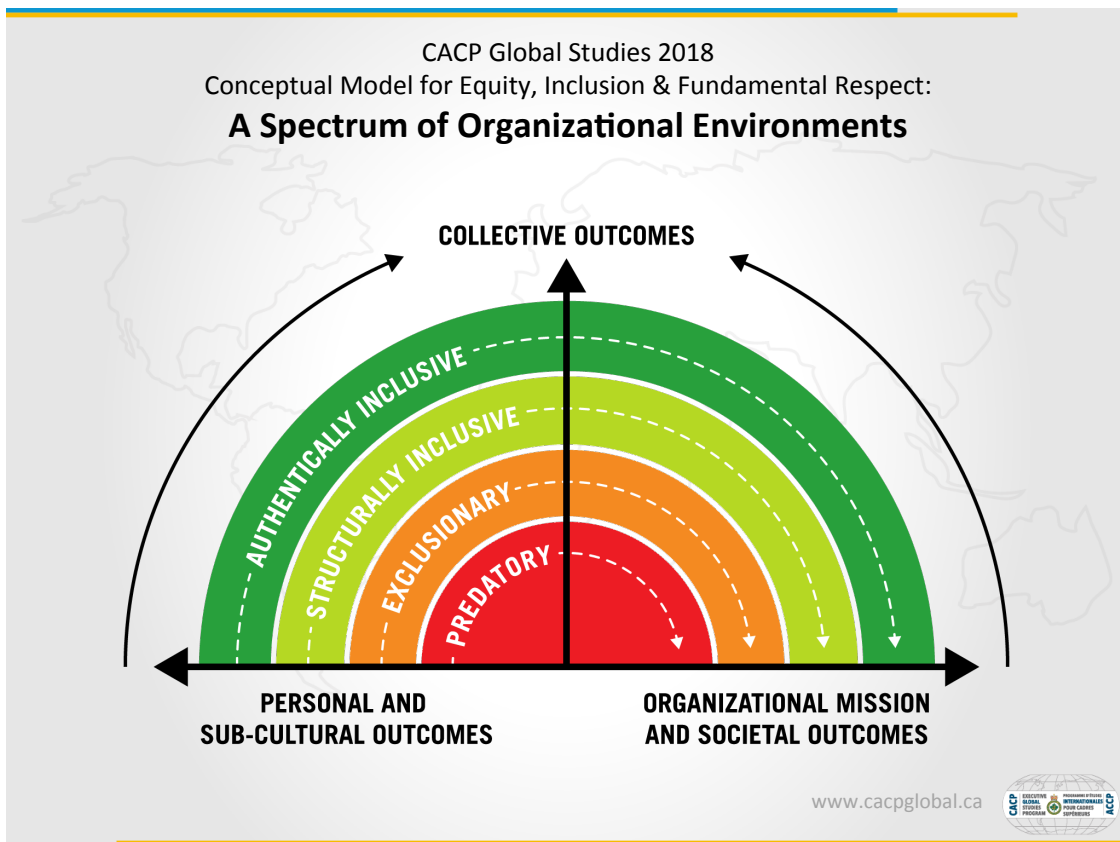 CACP Global Studies 2018
Conceptual Model for Equity, Inclusion & Fundamental Respect:
A Spectrum of Organizational Environments
COLLECTIVE OUTCOMES
AUTHENTICALLY INCLUSIVE
STRUCTURALLY INCLUSIVE
EXCLUSIONARY
PREDATORY
PERSONAL AND
SUB-CULTURAL OUTCOMES
ORGANIZATIONAL MISSION
AND SOCIETAL OUTCOMES
www.cacpglobal.ca
CACP
EXECUTIVE
GLOBAL
STUDIES
PROGRAM
PROGRAMME D'ÉTUDES
INTERNATIONALES
POUR CADRES
SUPÉRIEURS
ACCP